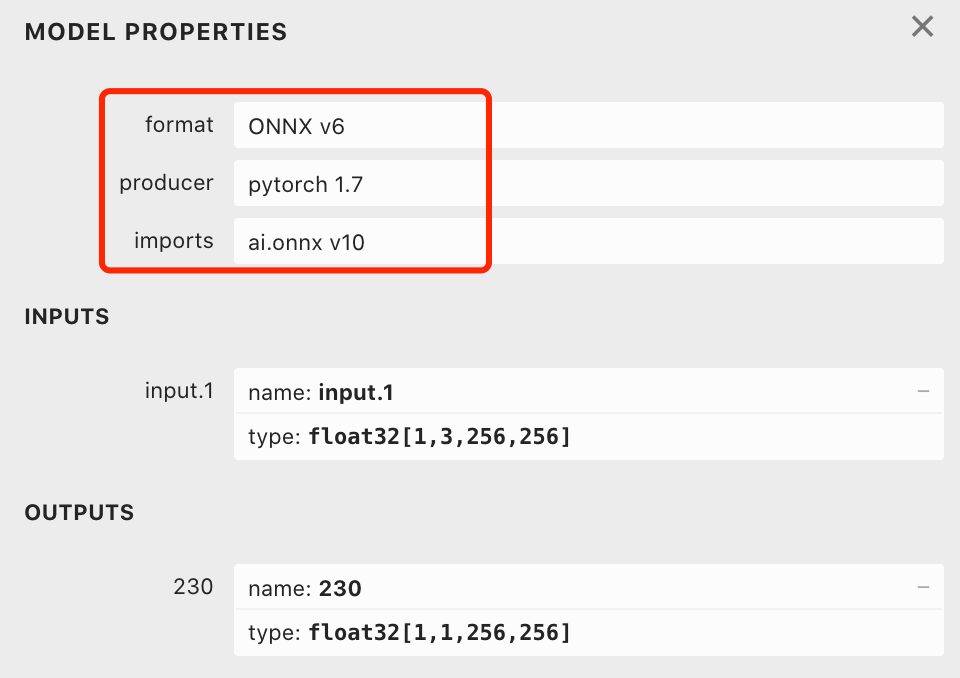 MODEL PROPERTIES ×
format ONNX v6
producer pytorch 1.7
imports ai.onnx v10
INPUTS
input.1 name: input.1 –
type: float32[1,3,256,256]
OUTPUTS
230 name: 230 –
type: float32[1,1,256,256]